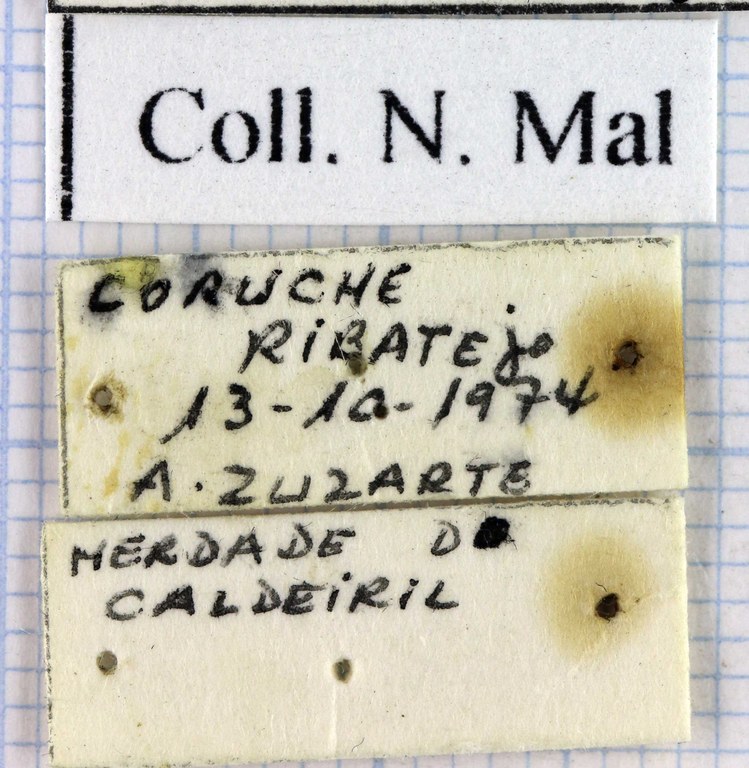 Coll. N. Mal
CORUCHE
RiBATEjo
13-10-1974
A. ZUZARTE
HERDADE DO
CALDEiRiL